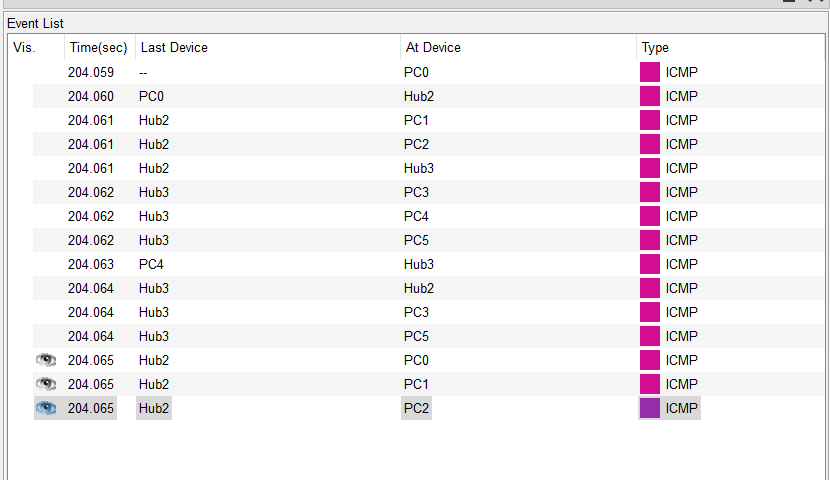 Event List
Vis. Time(sec) Last Device At Device Type
204.059 -- PC0 ICMP
204.060 PC0 Hub2 ICMP
204.061 Hub2 PC1 ICMP
204.061 Hub2 PC2 ICMP
204.061 Hub2 Hub3 ICMP
204.062 Hub3 PC3 ICMP
204.062 Hub3 PC4 ICMP
204.062 Hub3 PC5 ICMP
204.063 PC4 Hub3 ICMP
204.064 Hub3 Hub2 ICMP
204.064 Hub3 PC3 ICMP
204.064 Hub3 PC5 ICMP
204.065 Hub2 PC0 ICMP
204.065 Hub2 PC1 ICMP
204.065 Hub2 PC2 ICMP